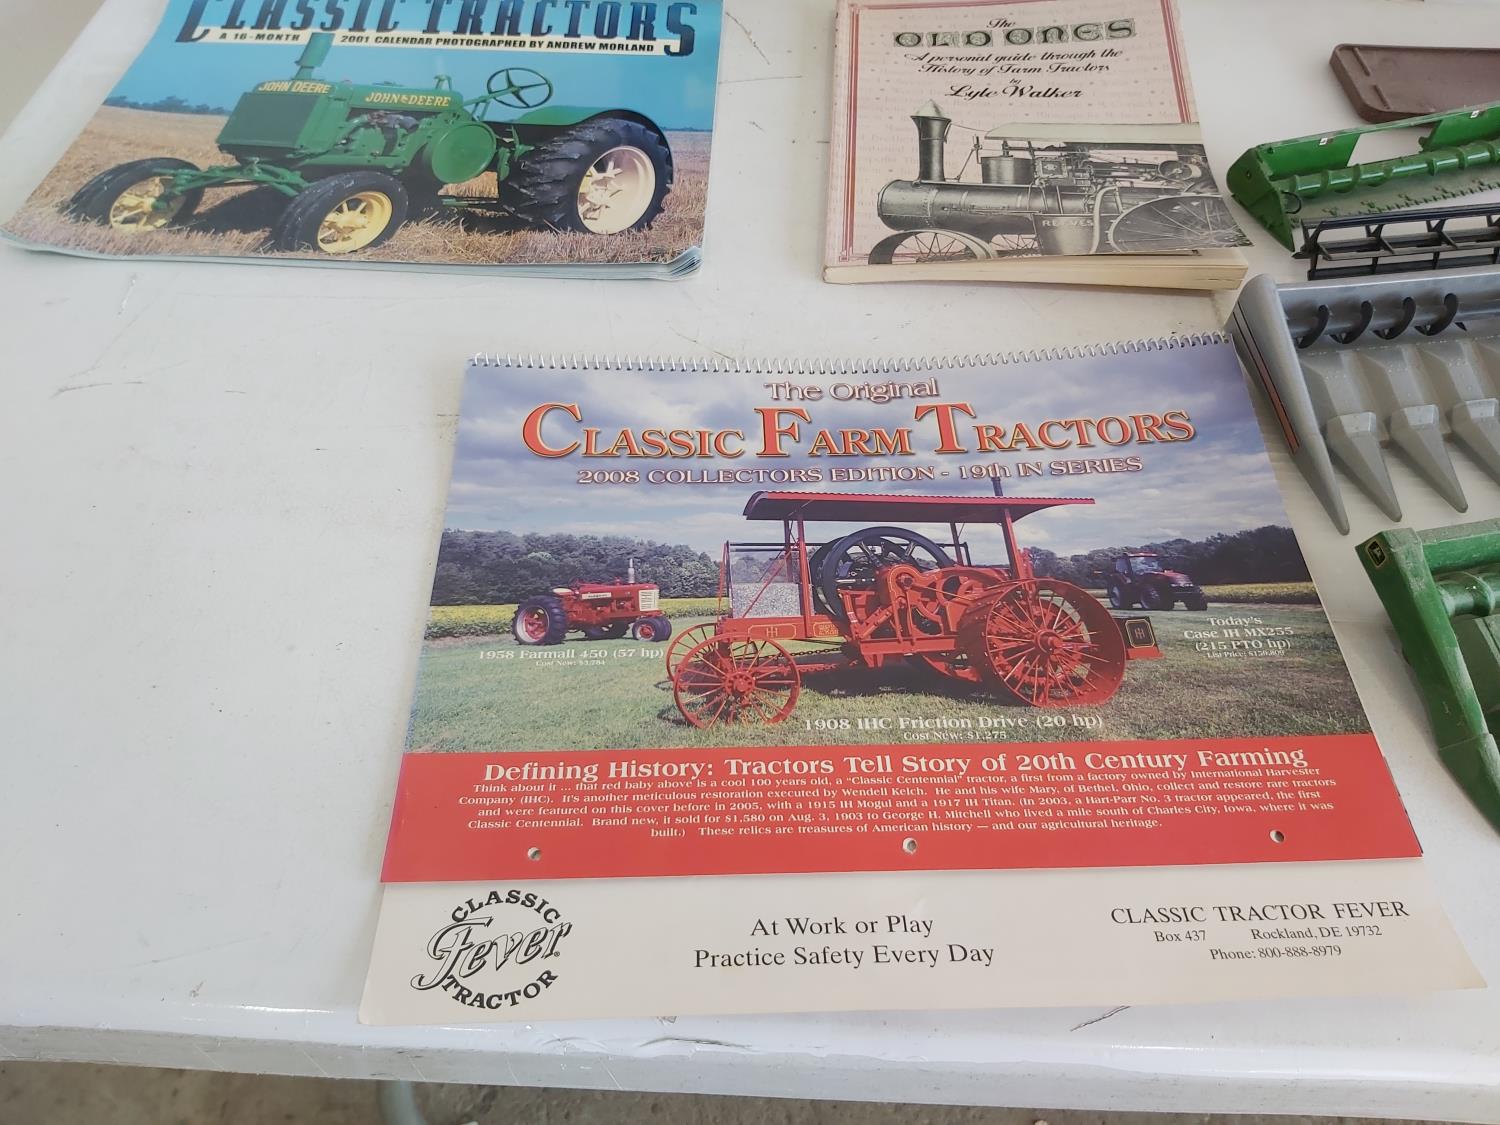 CLASSIC TRACTORS
A 16-MONTH 2001 CALENDAR PHOTOGRAPHED BY ANDREW MORLAND
JOHN DEERE
JOHN DEERE
The
OLD ONES
A personal guide through the
History of Farm Tractors
by
Lyle Walker
REEVES
The Original
CLASSIC FARM TRACTORS
2008 COLLECTORS EDITION - 19th IN SERIES
1958 Farmall 450 (57 hp)
Cost New: $3,784
Today's
Case IH MX255
(215 PTO hp)
1908 IHC Friction Drive (20 hp)
Cost New: $1,275
Defining History: Tractors Tell Story of 20th Century Farming
Think about it ... that red baby above is a cool 100 years old, a "Classic Centennial" tractor, a first from a factory owned by International Harvester
Company (IHC). It's another meticulous restoration executed by Wendell Kelch. He and his wife Mary, of Bethel, Ohio, collect and restore rare tractors
and were featured on this cover before in 2005, with a 1915 IH Mogul and a 1917 IH Titan. (In 2003, a Hart-Parr No. 3 tractor appeared, the first
Classic Centennial. Brand new, it sold for $1,580 on Aug. 3, 1903 to George H. Mitchell who lived a mile south of Charles City, Iowa, where it was
built.) These relics are treasures of American history — and our agricultural heritage.
CLASSIC
Fever
TRACTOR
At Work or Play
Practice Safety Every Day
CLASSIC TRACTOR FEVER
Box 437 Rockland, DE 19732
Phone: 800-888-8979